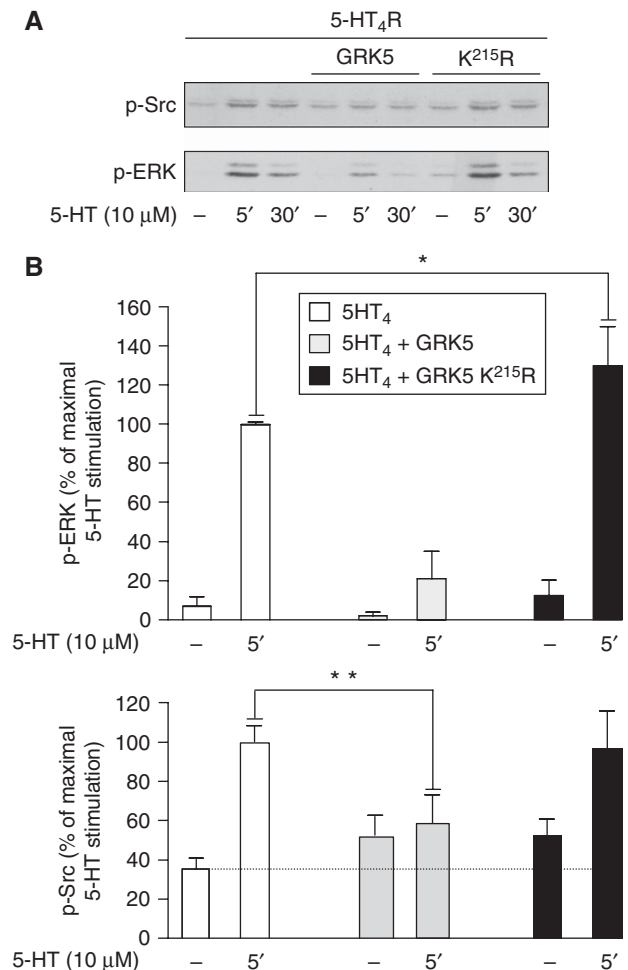 A
5-HT₄R
GRK5 K²¹⁵R
p-Src
p-ERK
5-HT (10 μM) – 5′ 30′ – 5′ 30′ – 5′ 30′
B
*
160
140
120
100
80
60
40
20
0
p-ERK (% of maximal
5-HT stimulation)
5HT₄
5HT₄ + GRK5
5HT₄ + GRK5 K²¹⁵R
5-HT (10 μM) – 5′ – 5′ – 5′
* *
120
100
80
60
40
20
0
p-Src (% of maximal
5-HT stimulation)
5-HT (10 μM) – 5′ – 5′ – 5′